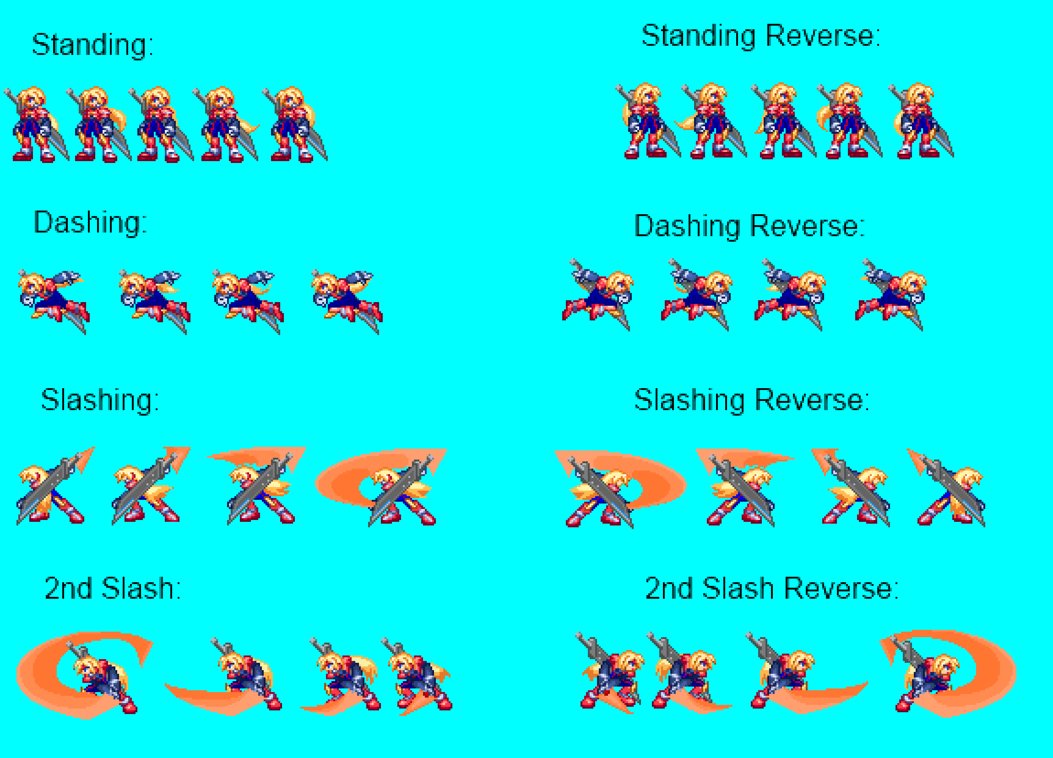 Standing:
Standing Reverse:
Dashing:
Dashing Reverse:
Slashing:
Slashing Reverse:
2nd Slash:
2nd Slash Reverse: